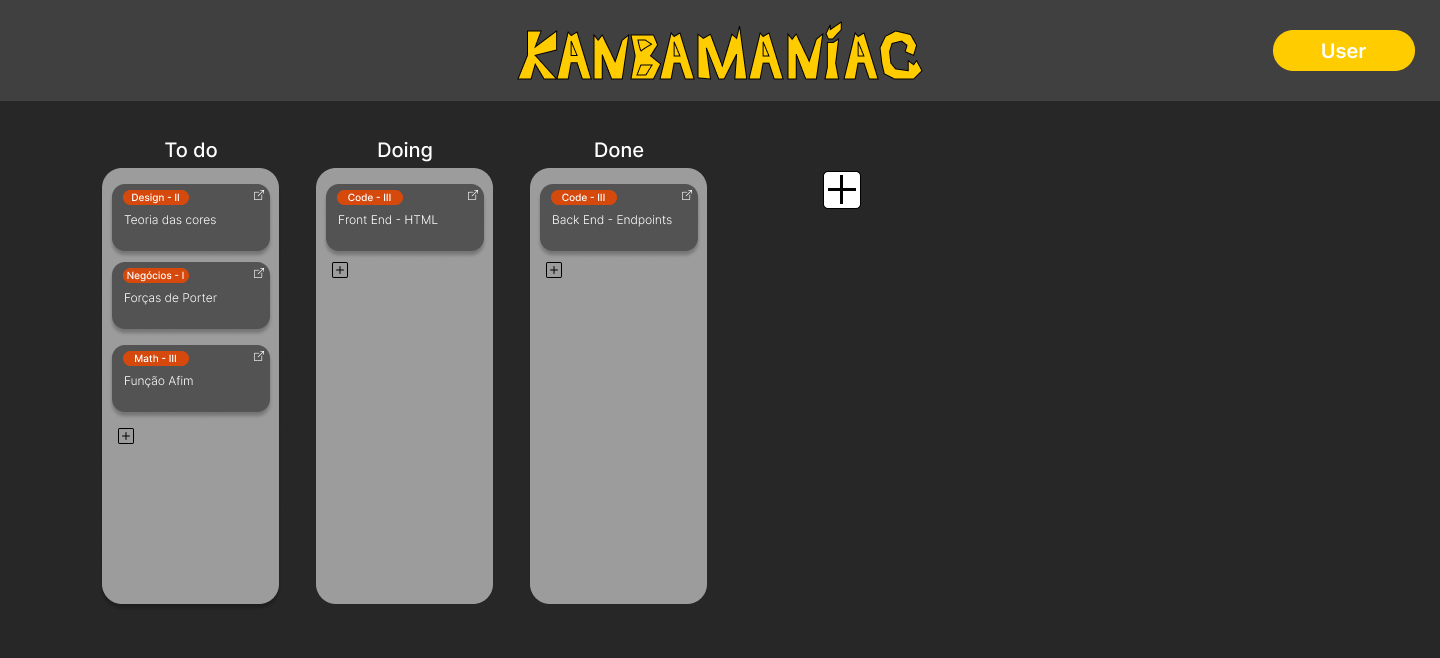 KANBAMANÍAC
User
To do
Design - II
Teoria das cores
Negócios - I
Forças de Porter
Math - III
Função Afim
Doing
Code - III
Front End - HTML
Done
Code - III
Back End - Endpoints